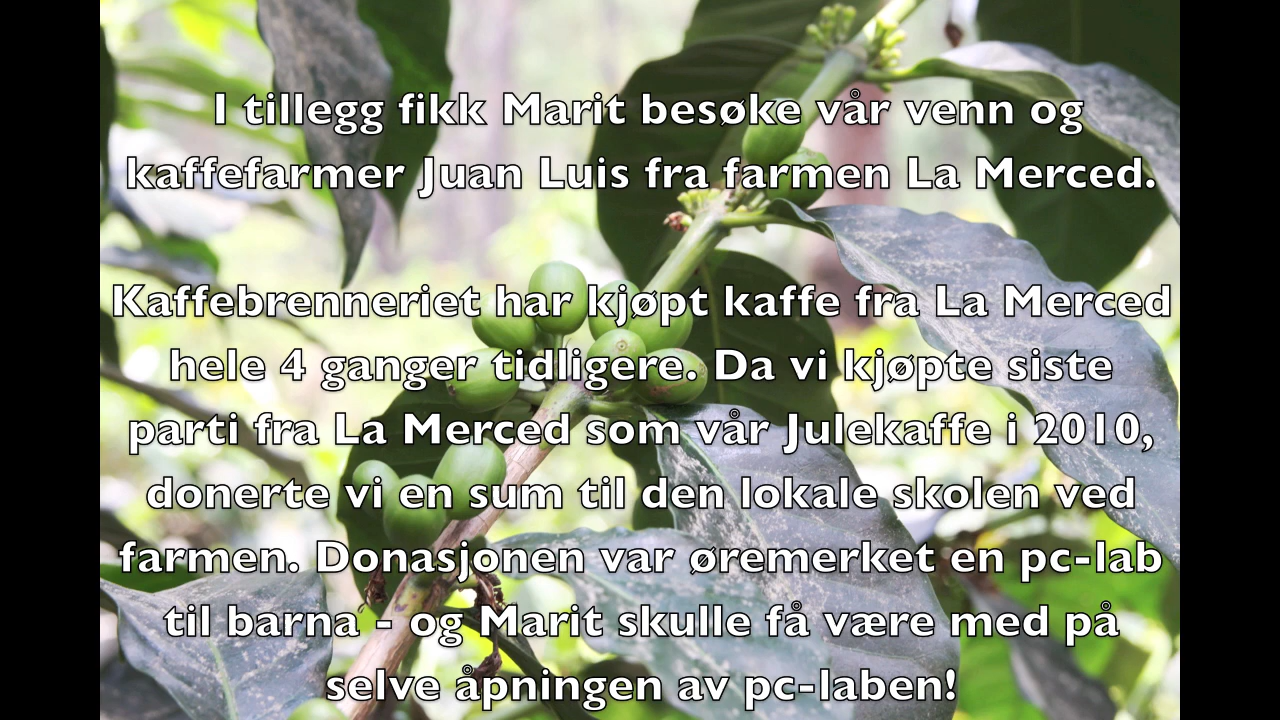 I tillegg fikk Marit besøke vår venn og
kaffefarmer Juan Luis fra farmen La Merced.
Kaffebrenneriet har kjøpt kaffe fra La Merced
hele 4 ganger tidligere. Da vi kjøpte siste
parti fra La Merced som vår Julekaffe i 2010,
donerte vi en sum til den lokale skolen ved
farmen. Donasjonen var øremerket en pc-lab
til barna - og Marit skulle få være med på
selve åpningen av pc-laben!